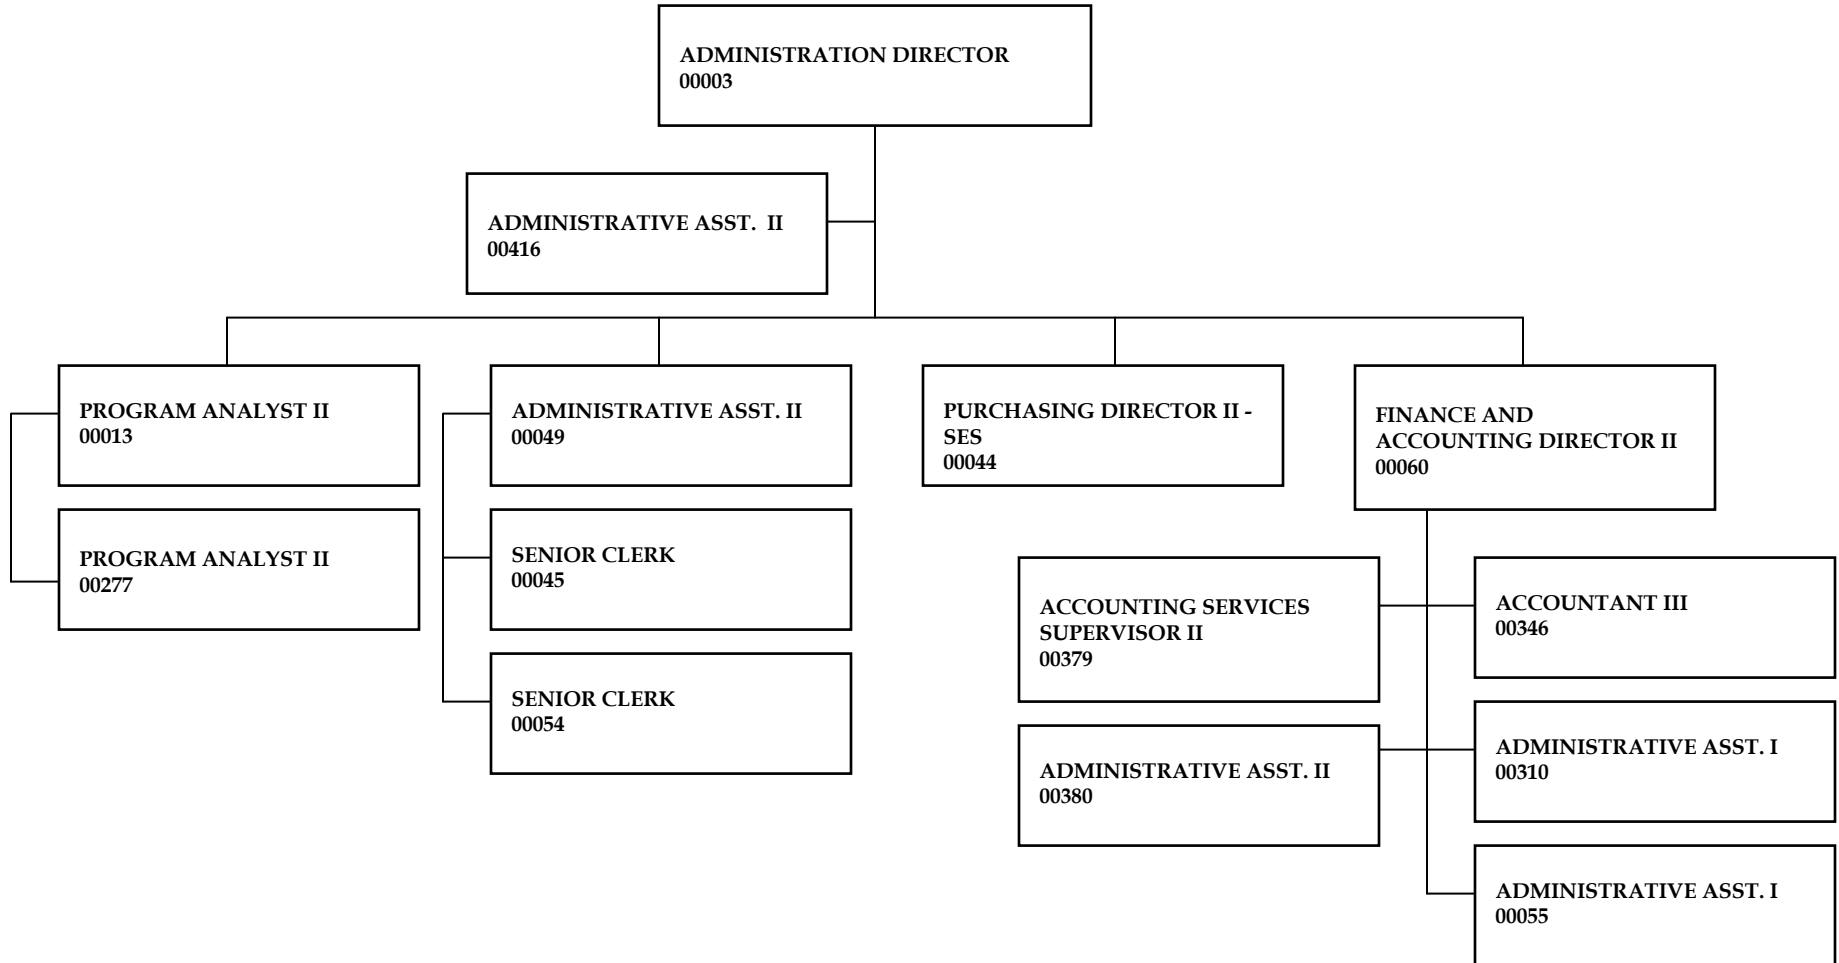 ADMINISTRATION DIRECTOR
00003
ADMINISTRATIVE ASST.  II
00416
PROGRAM ANALYST II
00013
PROGRAM ANALYST II
00277
ADMINISTRATIVE ASST. II
00049
SENIOR CLERK
00045
SENIOR CLERK
00054
PURCHASING DIRECTOR II -
SES
00044
FINANCE AND
ACCOUNTING DIRECTOR II
00060
ACCOUNTING SERVICES
SUPERVISOR II
00379
ADMINISTRATIVE ASST. II
00380
ACCOUNTANT III
00346
ADMINISTRATIVE ASST. I
00310
ADMINISTRATIVE ASST. I
00055